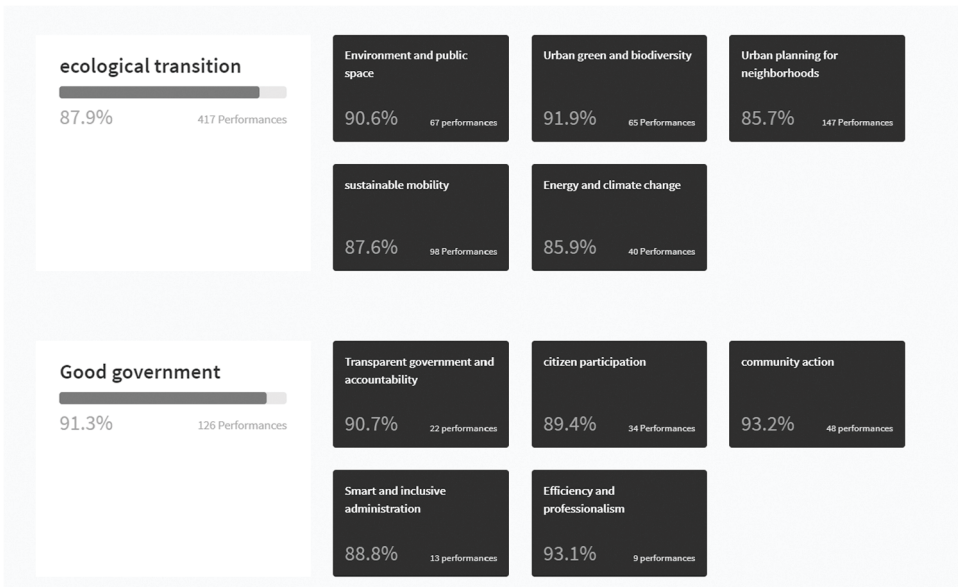 ecological transition
87.9% 417 Performances
Environment and public
space
90.6% 67 performances
Urban green and biodiversity
91.9% 65 Performances
Urban planning for
neighborhoods
85.7% 147 Performances
sustainable mobility
87.6% 98 Performances
Energy and climate change
85.9% 40 Performances
Good government
91.3% 126 Performances
Transparent government and
accountability
90.7% 22 performances
citizen participation
89.4% 34 Performances
community action
93.2% 48 performances
Smart and inclusive
administration
88.8% 13 performances
Efficiency and
professionalism
93.1% 9 performances